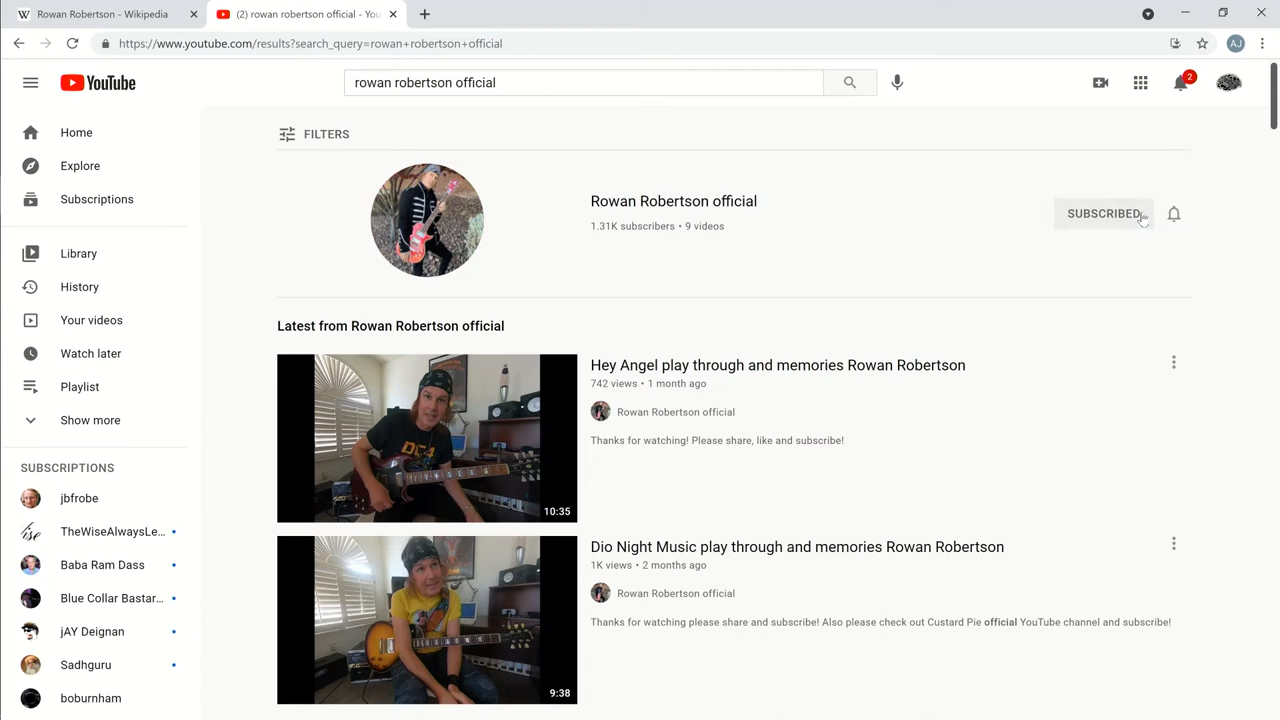 Rowan Robertson - Wikipedia
(2) rowan robertson official - You
https://www.youtube.com/results?search_query=rowan+robertson+official
AJ
YouTube
rowan robertson official
2
Home
Explore
Subscriptions
Library
History
Your videos
Watch later
Playlist
Show more
SUBSCRIPTIONS
jbfrobe
TheWiseAlwaysLe...
Baba Ram Dass
Blue Collar Bastar...
jAY Deignan
Sadhguru
boburnham
FILTERS
Rowan Robertson official
1.31K subscribers • 9 videos
SUBSCRIBED
Latest from Rowan Robertson official
10:35
Hey Angel play through and memories Rowan Robertson
742 views • 1 month ago
Rowan Robertson official
Thanks for watching! Please share, like and subscribe!
9:38
Dio Night Music play through and memories Rowan Robertson
1K views • 2 months ago
Rowan Robertson official
Thanks for watching please share and subscribe! Also please check out Custard Pie official YouTube channel and subscribe!